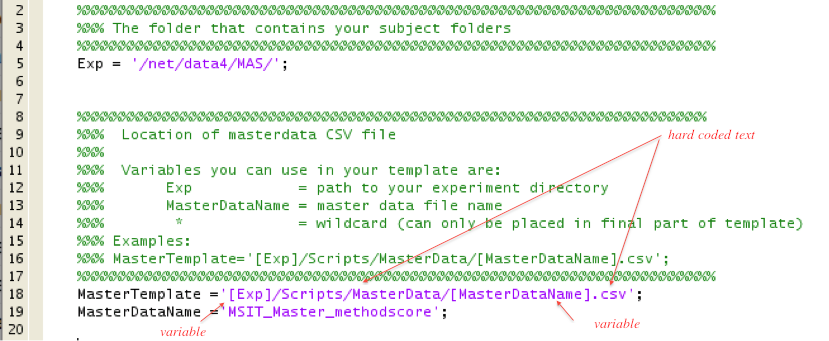 2 %%%%%%%%%%%%%%%%%%%%%%%%%%%%%%%%%%%%%%%%%%%%%%%%%%%%%%%%%%%%%%%%%%%%%%%%%%
3 %%% The folder that contains your subject folders
4 %%%%%%%%%%%%%%%%%%%%%%%%%%%%%%%%%%%%%%%%%%%%%%%%%%%%%%%%%%%%%%%%%%%%%%%%%%
5 Exp = '/net/data4/MAS/';
6
7
8 %%%%%%%%%%%%%%%%%%%%%%%%%%%%%%%%%%%%%%%%%%%%%%%%%%%%%%%%%%%%%%%%%%%%%%%%%
9 %%% Location of masterdata CSV file
hard coded text
10 %%%
11 %%% Variables you can use in your template are:
12 %%% Exp = path to your experiment directory
13 %%% MasterDataName = master data file name
14 %%% * = wildcard (can only be placed in final part of template)
15 %%% Examples:
16 %%% MasterTemplate='[Exp]/Scripts/MasterData/[MasterDataName].csv';
17 %%%%%%%%%%%%%%%%%%%%%%%%%%%%%%%%%%%%%%%%%%%%%%%%%%%%%%%%%%%%%%%%%%%%%%%%%%
18 MasterTemplate ='[Exp]/Scripts/MasterData/[MasterDataName].csv';
19 MasterDataName ='MSIT_Master_methodscore';
variable
variable
20